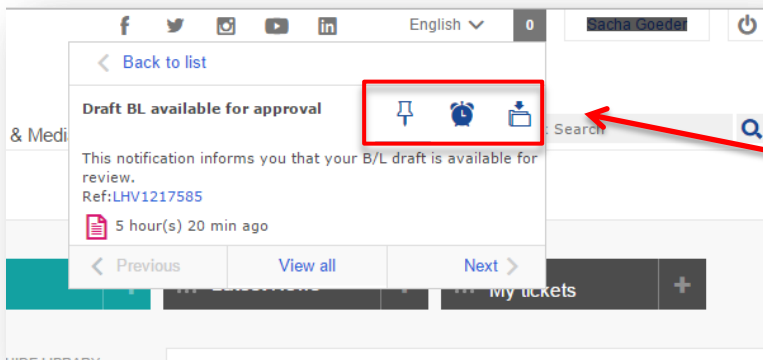 English 0 Sacha Goeder
Back to list
Draft BL available for approval
& Medi
Search
This notification informs you that your B/L draft is available for
review.
Ref:LHV1217585
5 hour(s) 20 min ago
Previous View all Next
My tickets